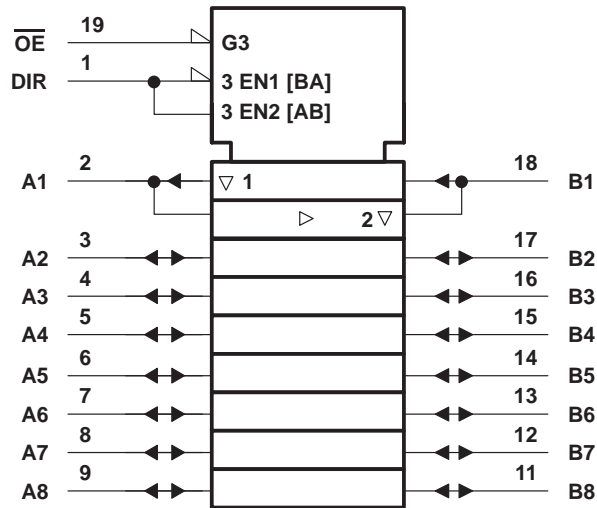 OE 19 G3
DIR 1 3 EN1 [BA]
3 EN2 [AB]
A1 2 ▽ 1 18 B1
▷ 2 ▽
A2 3 17 B2
A3 4 16 B3
A4 5 15 B4
A5 6 14 B5
A6 7 13 B6
A7 8 12 B7
A8 9 11 B8